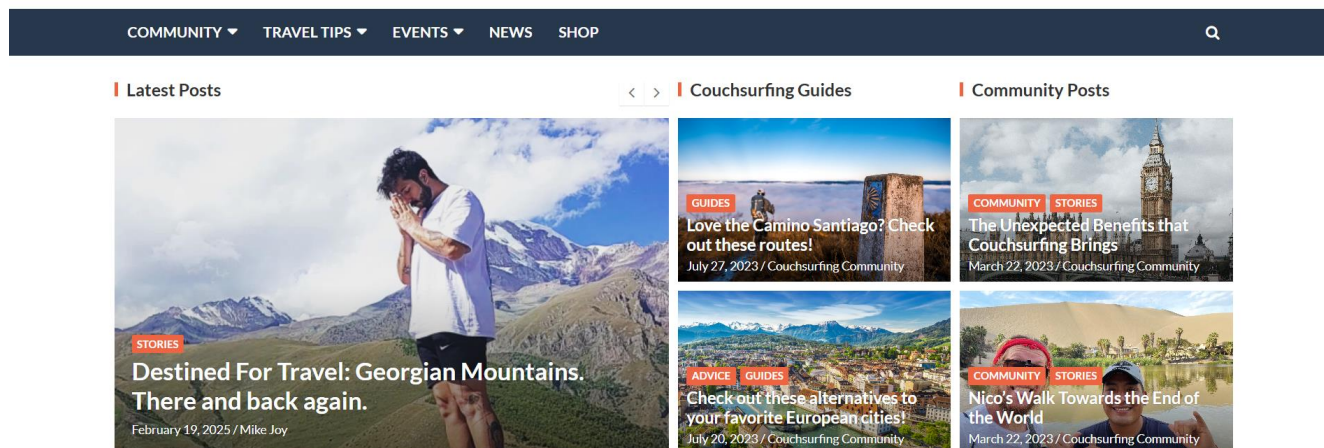 COMMUNITY TRAVEL TIPS EVENTS NEWS SHOP
Latest Posts
STORIES
Destined For Travel: Georgian Mountains.
There and back again.
February 19, 2025 / Mike Joy
Couchsurfing Guides
GUIDES
Love the Camino Santiago? Check
out these routes!
July 27, 2023 / Couchsurfing Community
ADVICE GUIDES
Check out these alternatives to
your favorite European cities!
July 20, 2023 / Couchsurfing Community
Community Posts
COMMUNITY STORIES
The Unexpected Benefits that
Couchsurfing Brings
March 22, 2023 / Couchsurfing Community
COMMUNITY STORIES
Nico's Walk Towards the End of
the World
March 22, 2023 / Couchsurfing Community